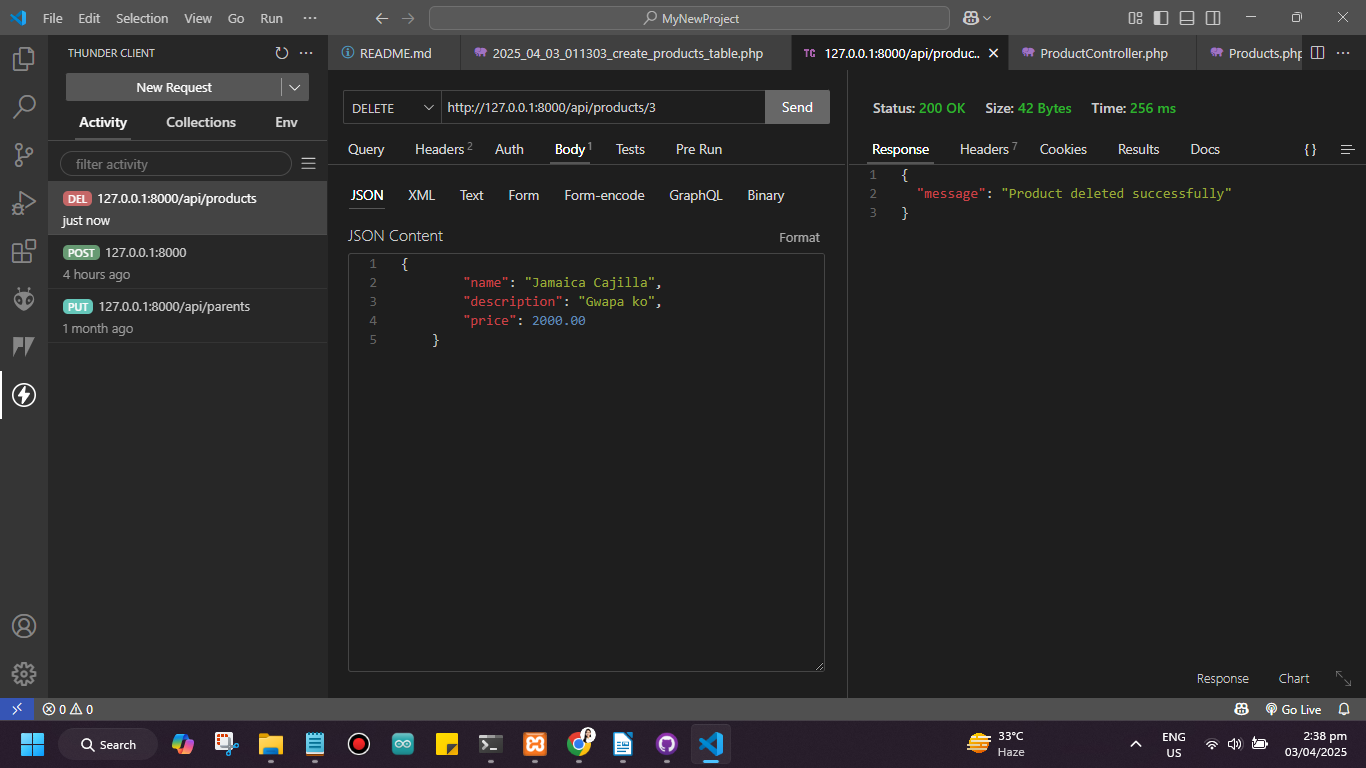 File Edit Selection View Go Run ···
MyNewProject
THUNDER CLIENT
New Request
Activity Collections Env
filter activity
DEL 127.0.0.1:8000/api/products
just now
POST 127.0.0.1:8000
4 hours ago
PUT 127.0.0.1:8000/api/parents
1 month ago
README.md 2025_04_03_011303_create_products_table.php TC 127.0.0.1:8000/api/produc.. ProductController.php Products.php
DELETE http://127.0.0.1:8000/api/products/3 Send
Query Headers 2 Auth Body 1 Tests Pre Run
JSON XML Text Form Form-encode GraphQL Binary
JSON Content Format
1 {
2 "name": "Jamaica Cajilla",
3 "description": "Gwapa ko",
4 "price": 2000.00
5 }
Status: 200 OK Size: 42 Bytes Time: 256 ms
Response Headers 7 Cookies Results Docs { }
1 {
2 "message": "Product deleted successfully"
3 }
Response Chart
0 0 Go Live
Search
33°C
Haze
ENG
US
2:38 pm
03/04/2025